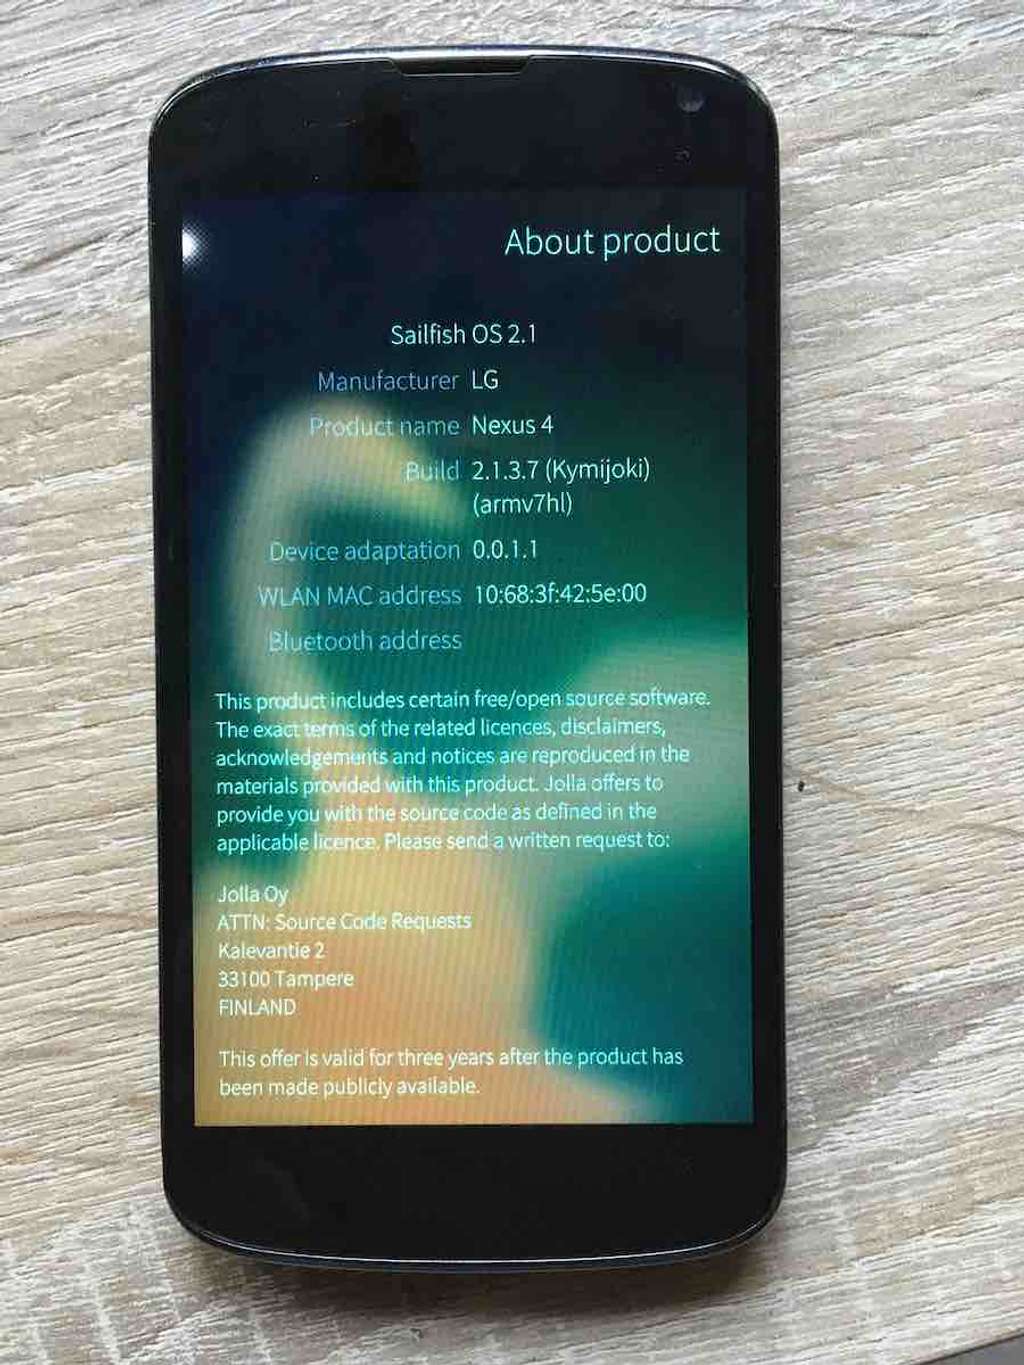 About product
Sailfish OS 2.1
Manufacturer LG
Product name Nexus 4
Build 2.1.3.7 (Kymijoki)
(armv7hl)
Device adaptation 0.0.1.1
WLAN MAC address 10:68:3f:42:5e:00
Bluetooth address
This product includes certain free/open source software.
The exact terms of the related licences, disclaimers,
acknowledgements and notices are reproduced in the
materials provided with this product. Jolla offers to
provide you with the source code as defined in the
applicable licence. Please send a written request to:
Jolla Oy
ATTN: Source Code Requests
Kalevantie 2
33100 Tampere
FINLAND
This offer is valid for three years after the product has
been made publicly available.